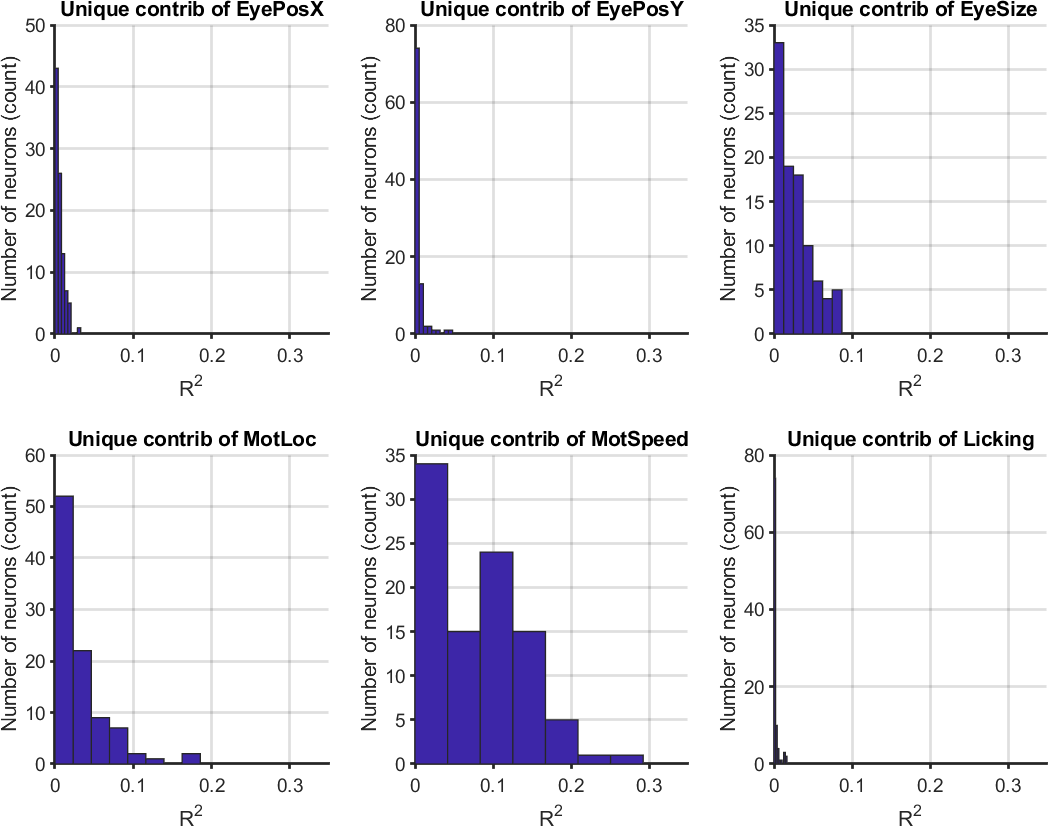 Unique contrib of EyePosX
Number of neurons (count)
50
40
30
20
10
0
0 0.1 0.2 0.3
R²
Unique contrib of EyePosY
Number of neurons (count)
80
60
40
20
0
0 0.1 0.2 0.3
R²
Unique contrib of EyeSize
Number of neurons (count)
35
30
25
20
15
10
5
0
0 0.1 0.2 0.3
R²
Unique contrib of MotLoc
Number of neurons (count)
60
50
40
30
20
10
0
0 0.1 0.2 0.3
R²
Unique contrib of MotSpeed
Number of neurons (count)
35
30
25
20
15
10
5
0
0 0.1 0.2 0.3
R²
Unique contrib of Licking
Number of neurons (count)
80
60
40
20
0
0 0.1 0.2 0.3
R²